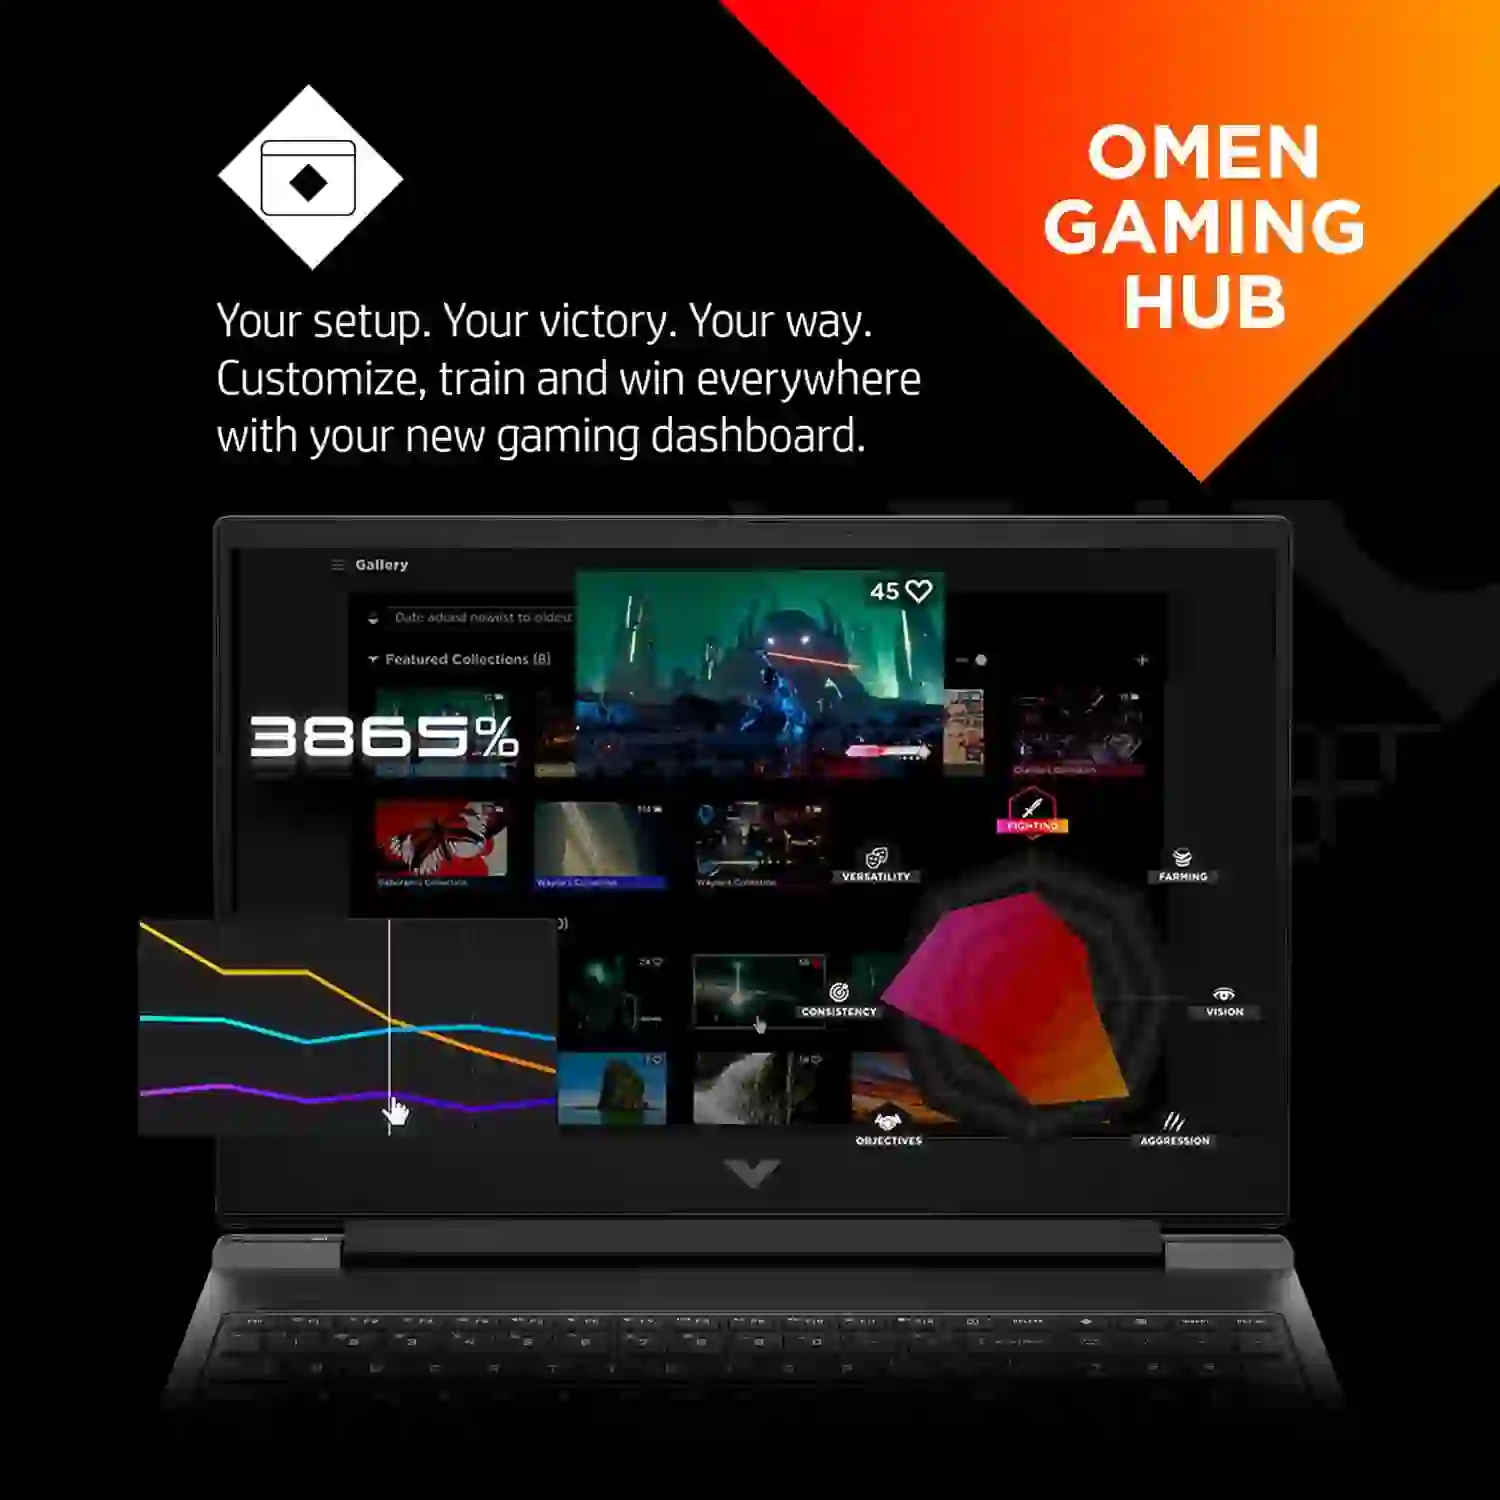 OMEN
GAMING
HUB
Your setup. Your victory. Your way.
Customize, train and win everywhere
with your new gaming dashboard.
Gallery
45
Featured Collections (8)
3865%
FIGHTING
VERSATILITY
FARMING
CONSISTENCY
VISION
OBJECTIVES
AGGRESSION